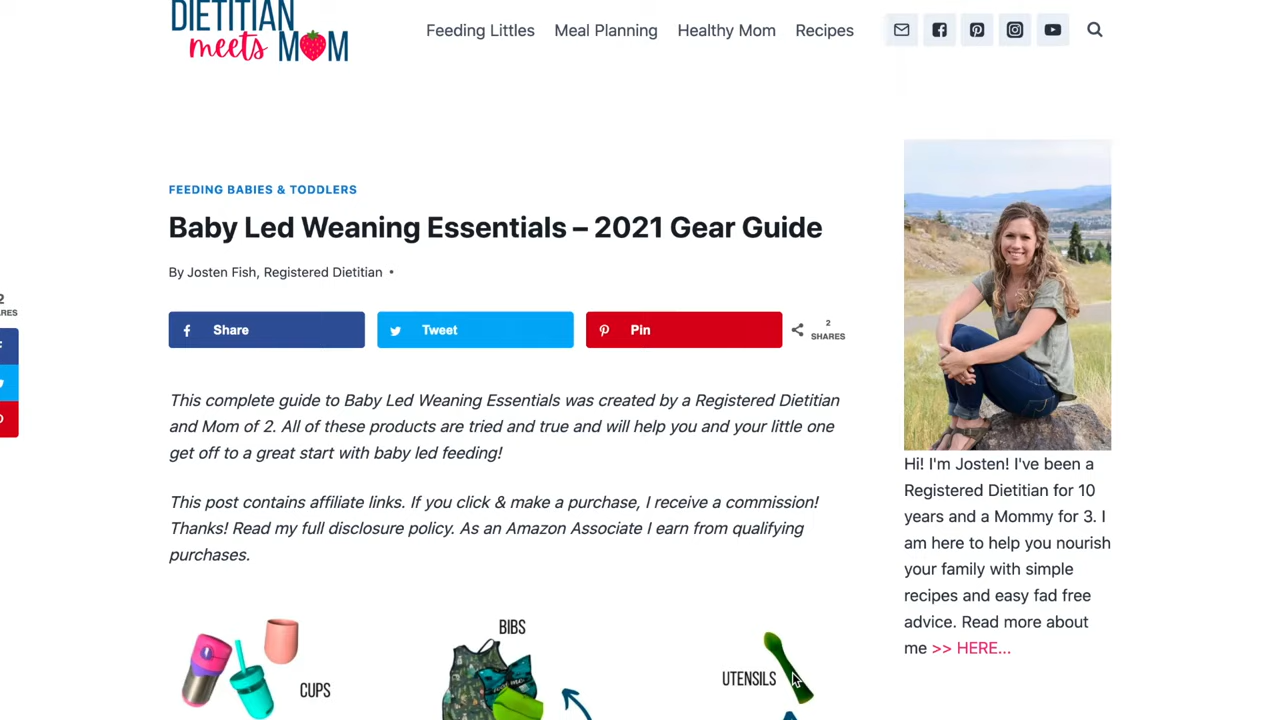 DIETITIAN
meets MOM
Feeding Littles Meal Planning Healthy Mom Recipes
FEEDING BABIES & TODDLERS
Baby Led Weaning Essentials – 2021 Gear Guide
By Josten Fish, Registered Dietitian •
Share Tweet Pin 2
SHARES
2
RES
This complete guide to Baby Led Weaning Essentials was created by a Registered Dietitian
and Mom of 2. All of these products are tried and true and will help you and your little one
get off to a great start with baby led feeding!
This post contains affiliate links. If you click & make a purchase, I receive a commission!
Thanks! Read my full disclosure policy. As an Amazon Associate I earn from qualifying
purchases.
BIBS
UTENSILS
CUPS
Hi! I'm Josten! I've been a
Registered Dietitian for 10
years and a Mommy for 3. I
am here to help you nourish
your family with simple
recipes and easy fad free
advice. Read more about
me >> HERE...